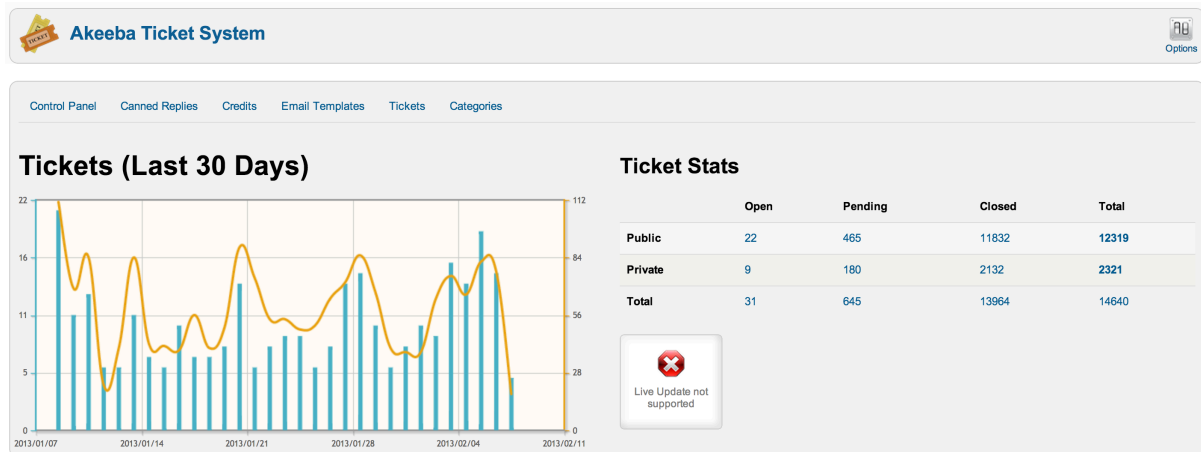 TICKET
Akeeba Ticket System
Options
Control Panel Canned Replies Credits Email Templates Tickets Categories
Tickets (Last 30 Days)
22
16
11
5
0
112
84
56
28
0
2013/01/07 2013/01/14 2013/01/21 2013/01/28 2013/02/04 2013/02/11
Ticket Stats
Open Pending Closed Total
Public 22 465 11832 12319
Private 9 180 2132 2321
Total 31 645 13964 14640
Live Update not
supported